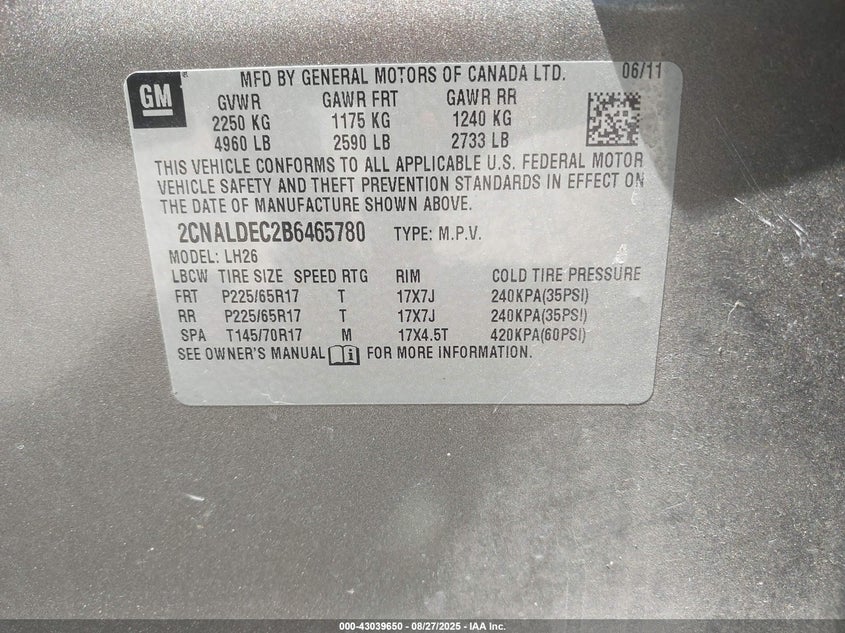 GM
MFD BY GENERAL MOTORS OF CANADA LTD. 06/11
GVWR GAWR FRT GAWR RR
2250 KG 1175 KG 1240 KG
4960 LB 2590 LB 2733 LB
THIS VEHICLE CONFORMS TO ALL APPLICABLE U.S. FEDERAL MOTOR
VEHICLE SAFETY AND THEFT PREVENTION STANDARDS IN EFFECT ON
THE DATE OF MANUFACTURE SHOWN ABOVE.
2CNALDEC2B6465780 TYPE: M.P.V.
MODEL: LH26
LBCW TIRE SIZE SPEED RTG RIM COLD TIRE PRESSURE
FRT P225/65R17 T 17X7J 240KPA(35PSI)
RR P225/65R17 T 17X7J 240KPA(35PSI)
SPA T145/70R17 M 17X4.5T 420KPA(60PSI)
SEE OWNER'S MANUAL i FOR MORE INFORMATION.
000-43039650 - 08/27/2025 - IAA Inc.